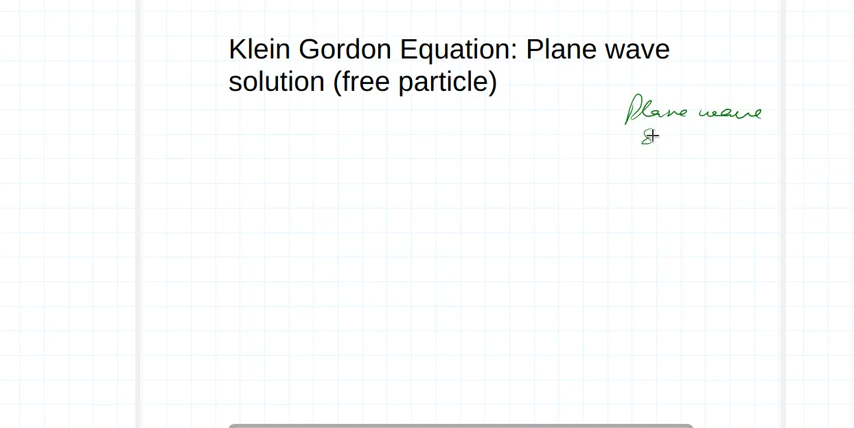 Klein Gordon Equation: Plane wave
solution (free particle)
Plane wave